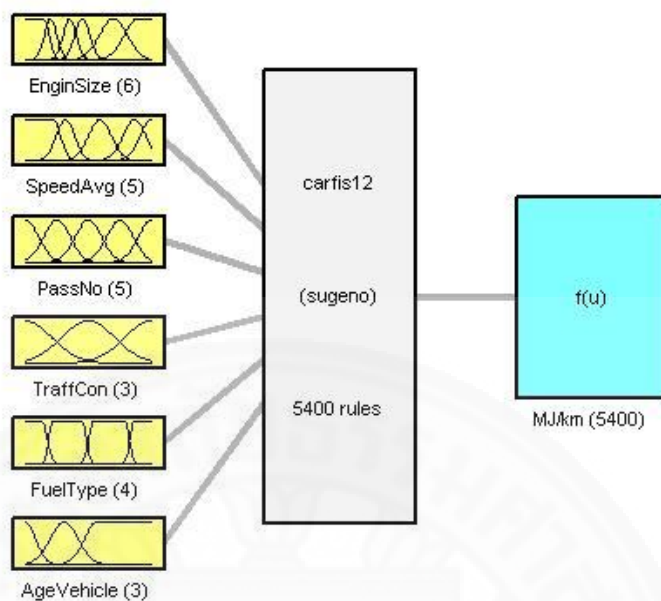 EnginSize (6)
SpeedAvg (5)
PassNo (5)
TraffCon (3)
FuelType (4)
AgeVehicle (3)
carfis12
(sugeno)
5400 rules
f(u)
MJ/km (5400)